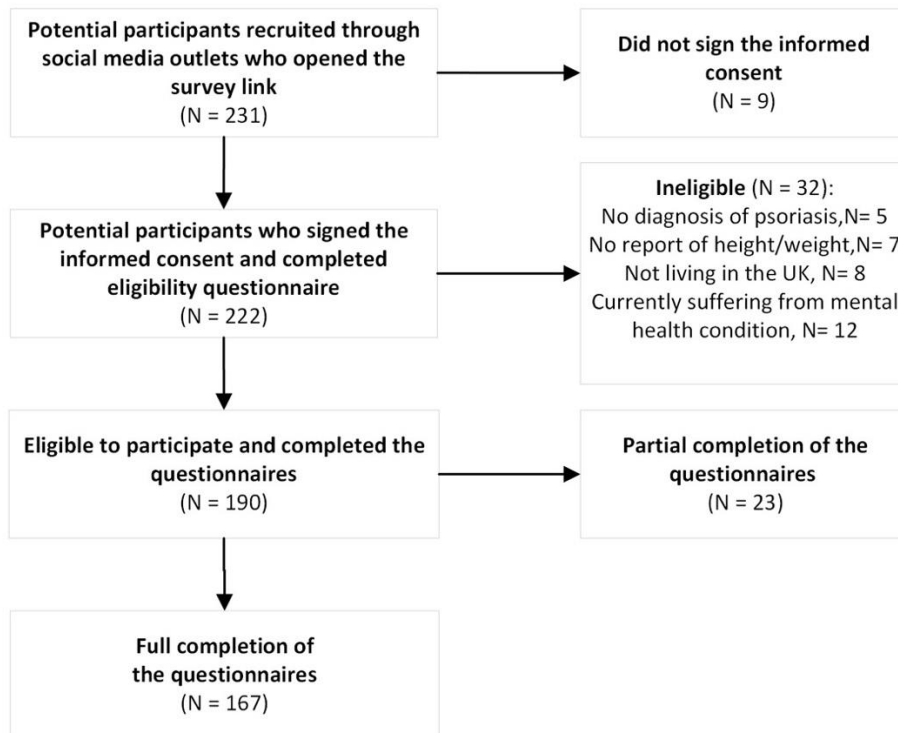 Potential participants recruited through
social media outlets who opened the
survey link
(N = 231)
Did not sign the informed
consent
(N = 9)
Potential participants who signed the
informed consent and completed
eligibility questionnaire
(N = 222)
Ineligible (N = 32):
No diagnosis of psoriasis,N= 5
No report of height/weight,N= 7
Not living in the UK, N= 8
Currently suffering from mental
health condition, N= 12
Eligible to participate and completed the
questionnaires
(N = 190)
Partial completion of the
questionnaires
(N = 23)
Full completion of
the questionnaires
(N = 167)